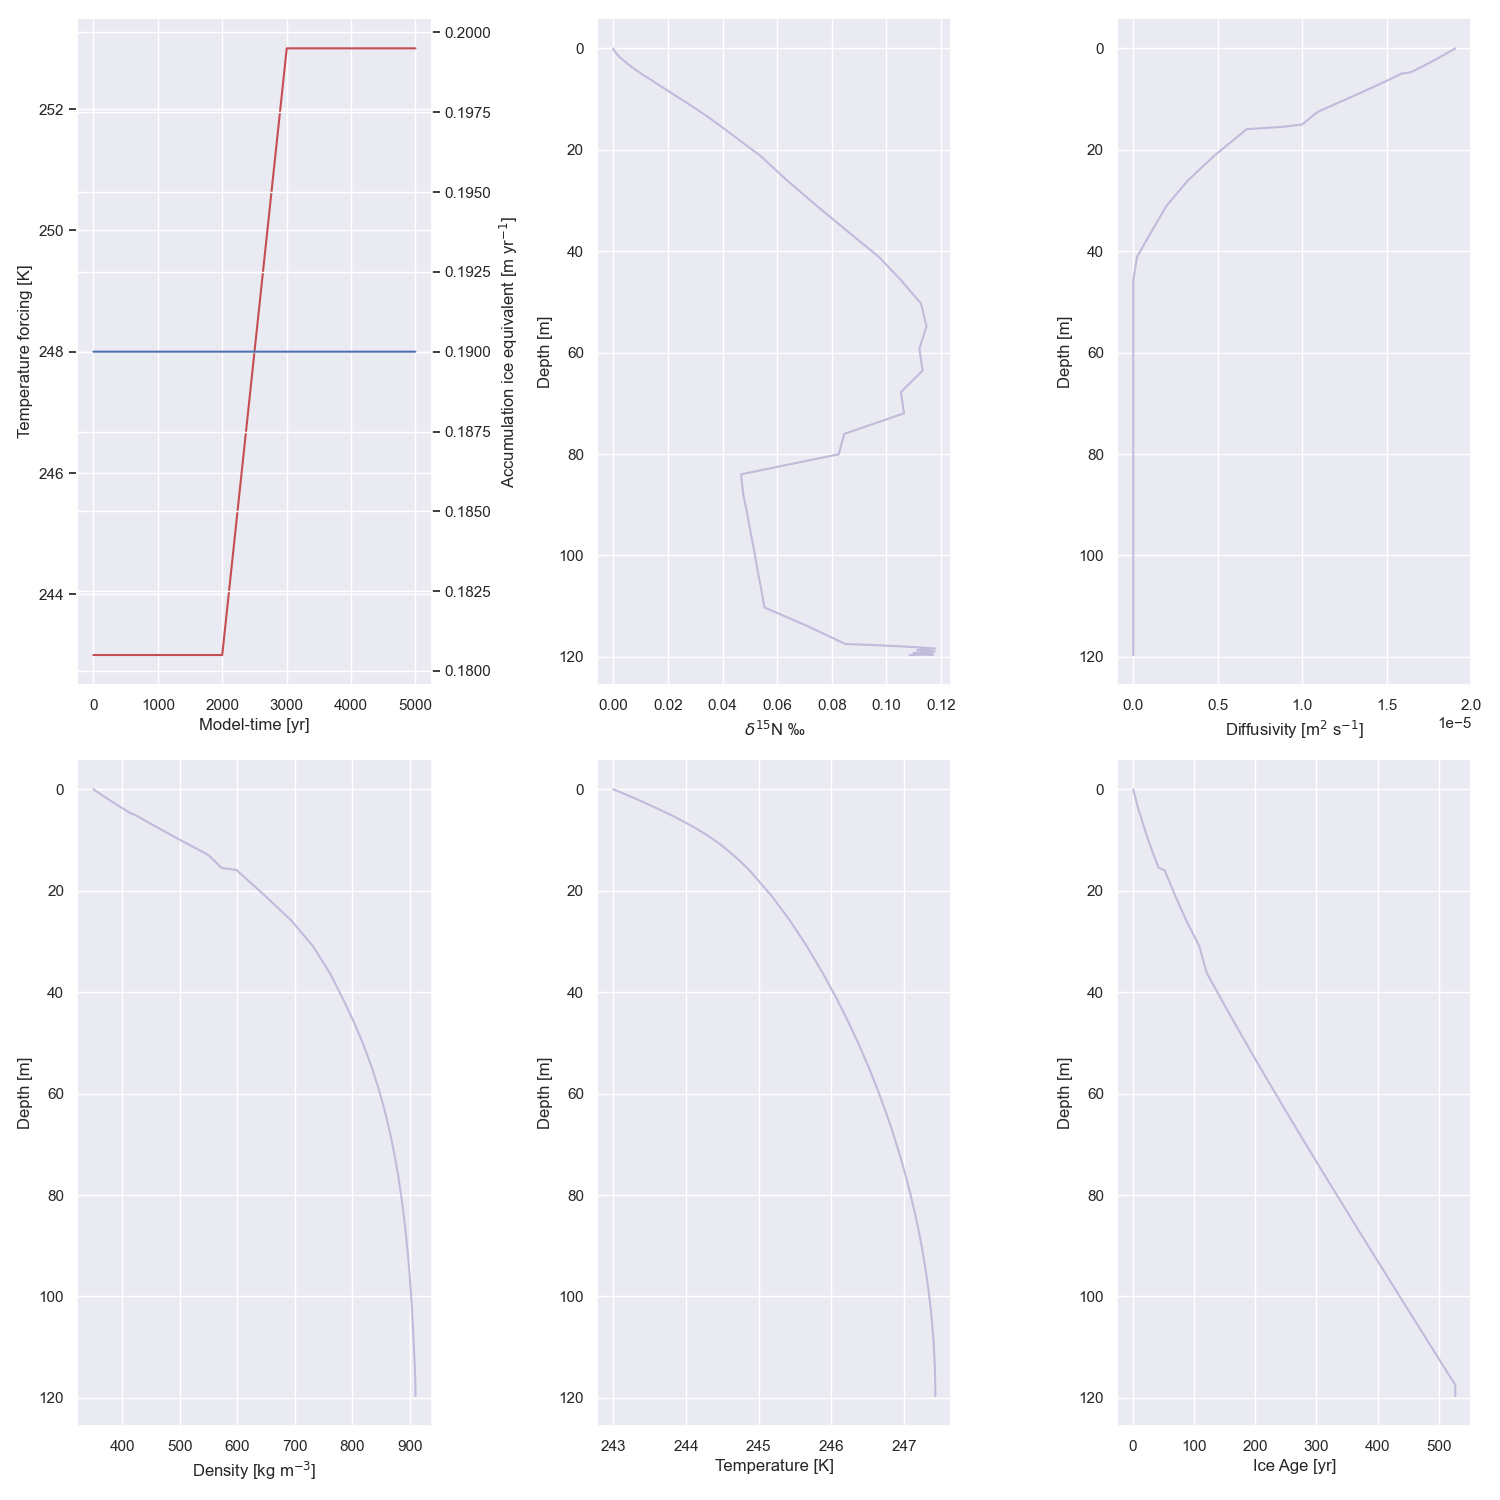 Temperature forcing [K]
252
250
248
246
244
0.2000
0.1975
0.1950
0.1925
0.1900
0.1875
0.1850
0.1825
0.1800
Accumulation ice equivalent [m yr⁻¹]
0 1000 2000 3000 4000 5000
Model-time [yr]
Depth [m]
0
20
40
60
80
100
120
0.00 0.02 0.04 0.06 0.08 0.10 0.12
δ¹⁵N ‰
Depth [m]
0
20
40
60
80
100
120
0.0 0.5 1.0 1.5 2.0
1e−5
Diffusivity [m² s⁻¹]
Depth [m]
0
20
40
60
80
100
120
400 500 600 700 800 900
Density [kg m⁻³]
Depth [m]
0
20
40
60
80
100
120
243 244 245 246 247
Temperature [K]
Depth [m]
0
20
40
60
80
100
120
0 100 200 300 400 500
Ice Age [yr]